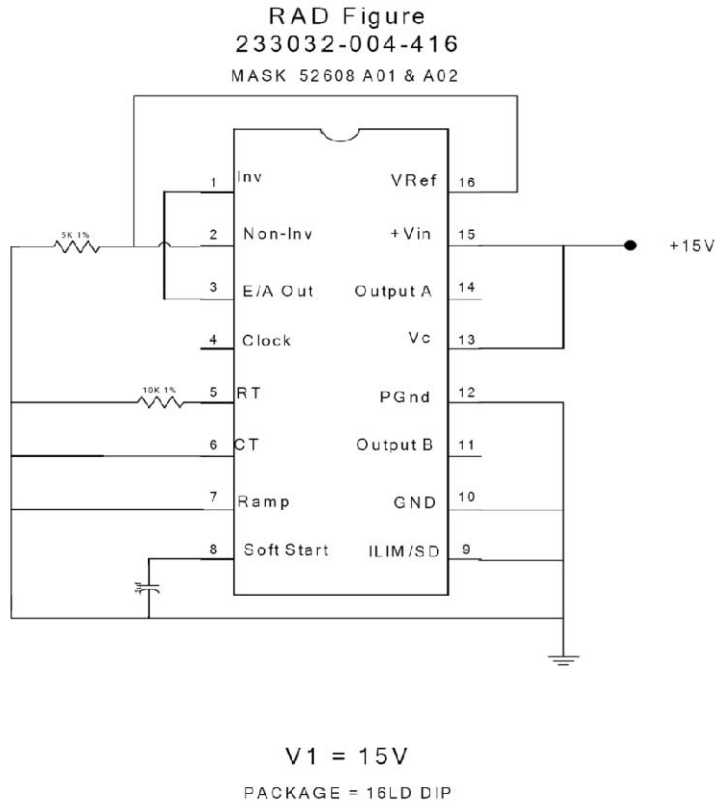 RAD Figure
233032-004-416
MASK 52608 A01 & A02
1 Inv VRef 16
5K 1% 2 Non-Inv +Vin 15 +15V
3 E/A Out Output A 14
4 Clock Vc 13
10K 1% 5 RT PGnd 12
6 CT Output B 11
7 Ramp GND 10
8 Soft Start ILIM/SD 9
V1 = 15V
PACKAGE = 16LD DIP